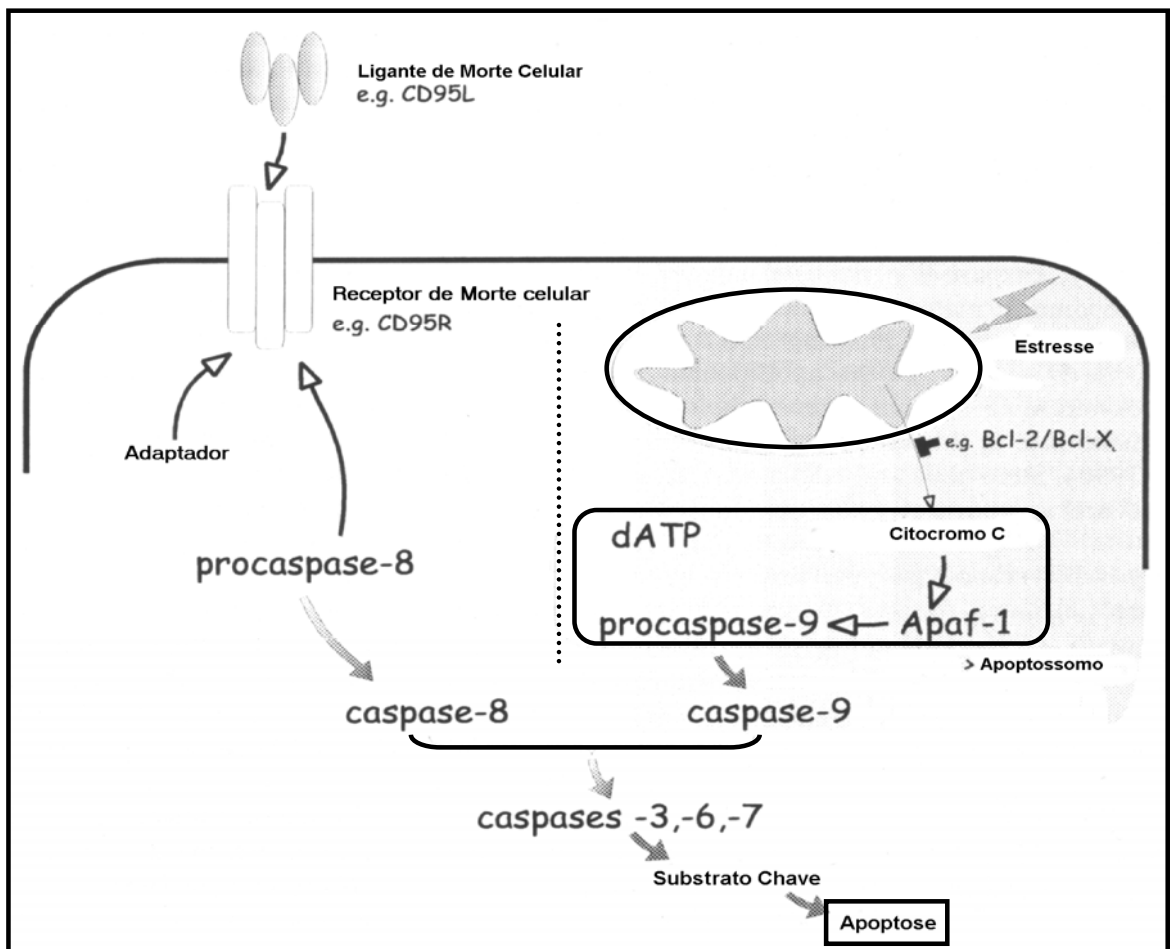 Ligante de Morte Celular
e.g. CD95L
Receptor de Morte celular
e.g. CD95R
Estresse
Adaptador
e.g. Bcl-2/Bcl-X
dATP
Citocromo C
procaspase-8
procaspase-9
Apaf-1
> Apoptossomo
caspase-8
caspase-9
caspases -3,-6,-7
Substrato Chave
Apoptose